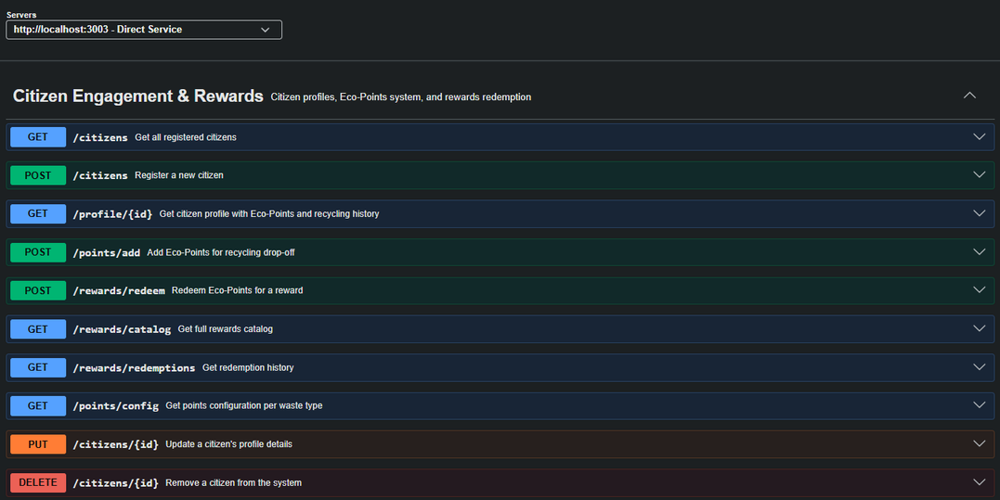 Servers
http://localhost:3003 - Direct Service
Citizen Engagement & Rewards Citizen profiles, Eco-Points system, and rewards redemption
GET /citizens Get all registered citizens
POST /citizens Register a new citizen
GET /profile/{id} Get citizen profile with Eco-Points and recycling history
POST /points/add Add Eco-Points for recycling drop-off
POST /rewards/redeem Redeem Eco-Points for a reward
GET /rewards/catalog Get full rewards catalog
GET /rewards/redemptions Get redemption history
GET /points/config Get points configuration per waste type
PUT /citizens/{id} Update a citizen's profile details
DELETE /citizens/{id} Remove a citizen from the system